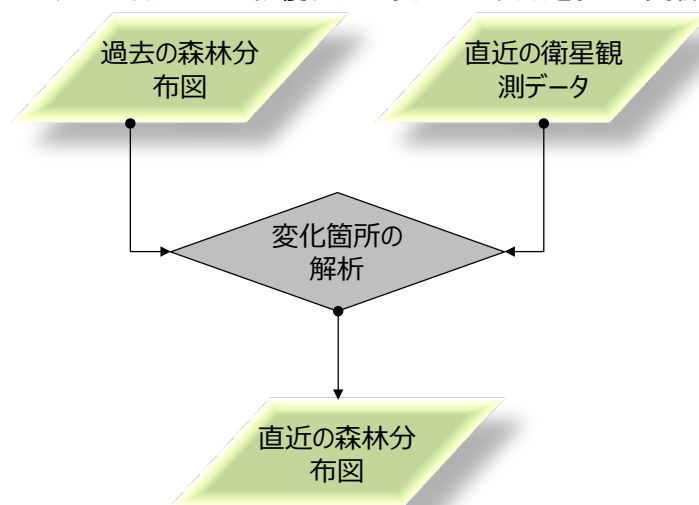 過去の森林分
布図
直近の衛星観
測データ
変化箇所の
解析
直近の森林分
布図